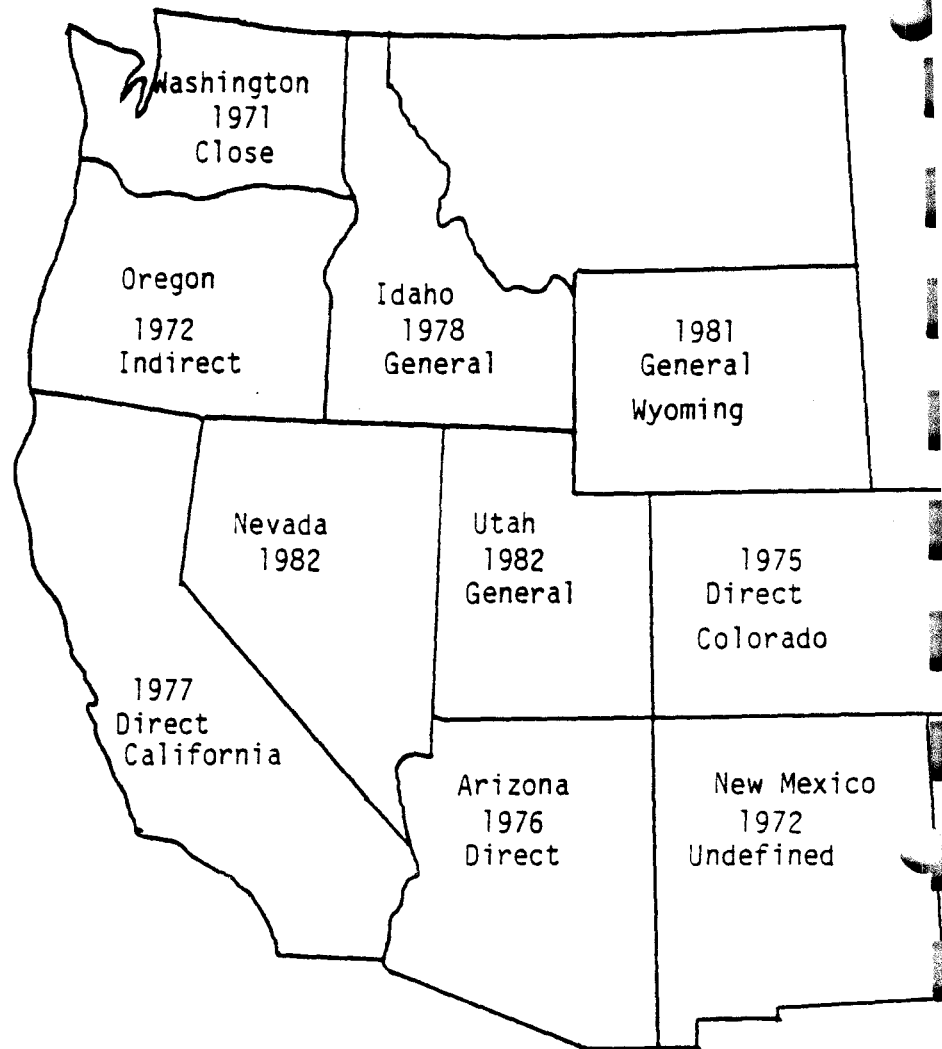 Washington
1971
Close
Oregon
1972
Indirect
Idaho
1978
General
1981
General
Wyoming
Nevada
1982
Utah
1982
General
1975
Direct
Colorado
1977
Direct
California
Arizona
1976
Direct
New Mexico
1972
Undefined